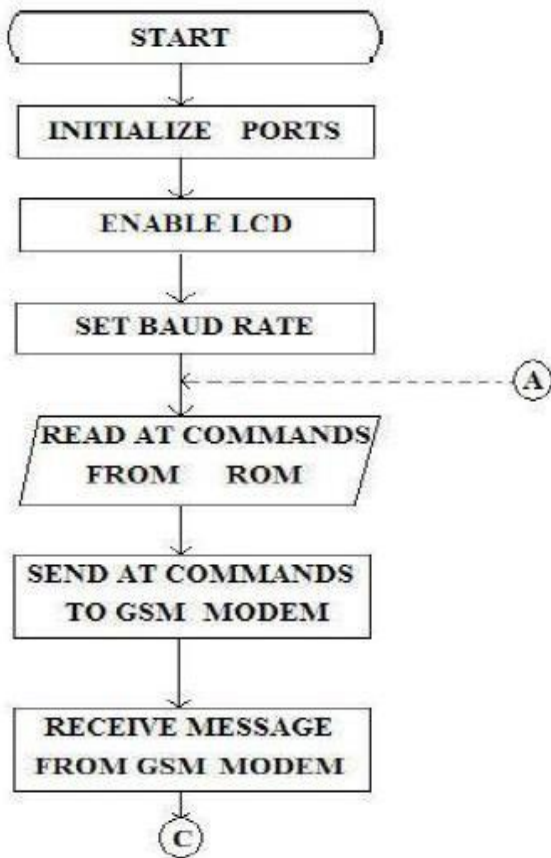 START
INITIALIZE PORTS
ENABLE LCD
SET BAUD RATE
A
READ AT COMMANDS
FROM ROM
SEND AT COMMANDS
TO GSM MODEM
RECEIVE MESSAGE
FROM GSM MODEM
C